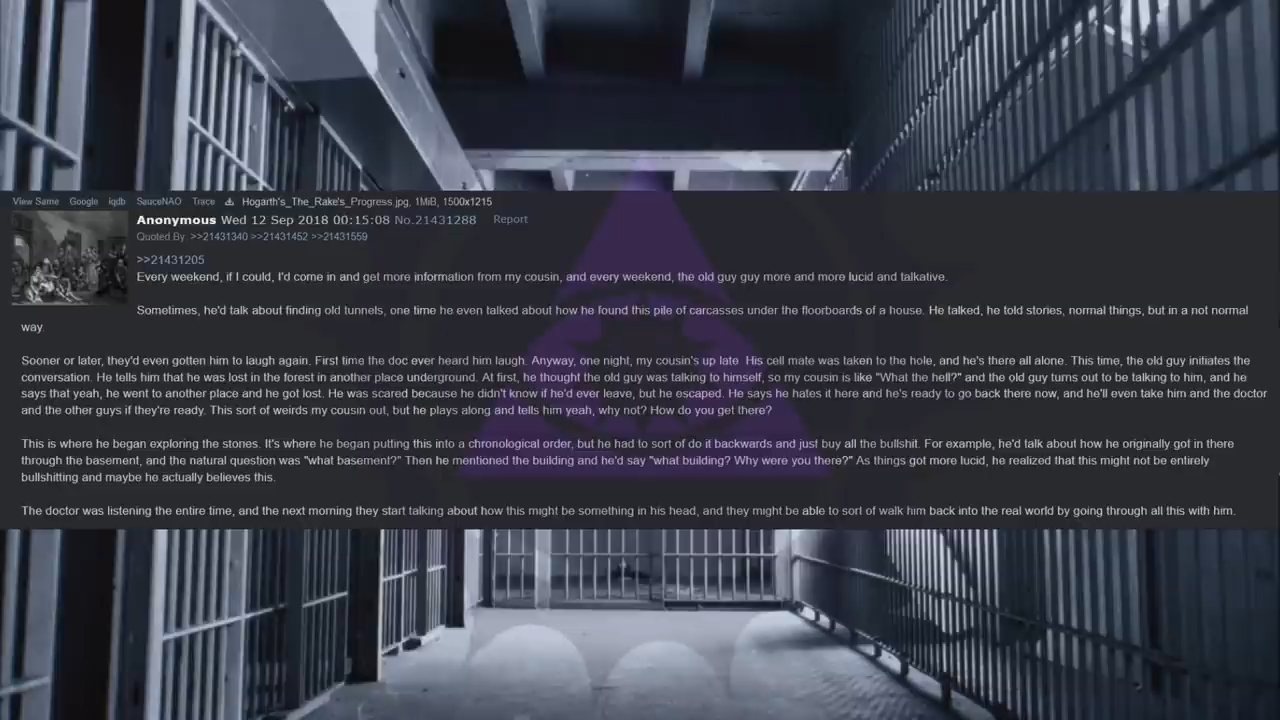 View Same Google iqdb SauceNAO Trace Hogarth's_The_Rake's_Progress.jpg, 1MiB, 1500x1215
Anonymous Wed 12 Sep 2018 00:15:08 No.21431288 Report
Quoted By >>21431340 >>21431452 >>21431559
>>21431205
Every weekend, if I could, I'd come in and get more information from my cousin, and every weekend, the old guy guy more and more lucid and talkative.
Sometimes, he'd talk about finding old tunnels, one time he even talked about how he found this pile of carcasses under the floorboards of a house. He talked, he told stories, normal things, but in a not normal
way.
Sooner or later, they'd even gotten him to laugh again. First time the doc ever heard him laugh. Anyway, one night, my cousin's up late His cell mate was taken to the hole, and he's there all alone. This time, the old guy initiates the
conversation. He tells him that he was lost in the forest in another place underground. At first, he thought the old guy was talking to himself, so my cousin is like "What the hell?" and the old guy turns out to be talking to him, and he
says that yeah, he went to another place and he got lost. He was scared because he didn't know if he'd ever leave, but he escaped. He says he hates it here and he's ready to go back there now, and he'll even take him and the doctor
and the other guys if they're ready. This sort of weirds my cousin out, but he plays along and tells him yeah, why not? How do you get there?
This is where he began exploring the stones. It's where he began putting this into a chronological order, but he had to sort of do it backwards and just buy all the bullshit. For example, he'd talk about how he originally got in there
through the basement, and the natural question was "what basement?" Then he mentioned the building and he'd say "what building? Why were you there?" As things got more lucid, he realized that this might not be entirely
bullshitting and maybe he actually believes this.
The doctor was listening the entire time, and the next morning they start talking about how this might be something in his head, and they might be able to sort of walk him back into the real world by going through all this with him.